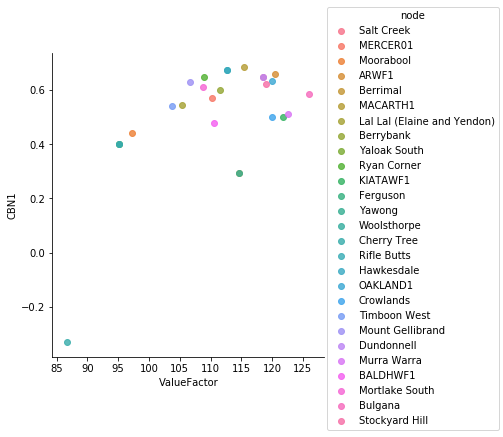 node
Salt Creek
MERCER01
Moorabool
ARWF1
Berrimal
MACARTH1
Lal Lal (Elaine and Yendon)
Berrybank
Yaloak South
Ryan Corner
KIATAWF1
Ferguson
Yawong
Woolsthorpe
Cherry Tree
Rifle Butts
Hawkesdale
OAKLAND1
Crowlands
Timboon West
Mount Gellibrand
Dundonnell
Murra Warra
BALDHWF1
Mortlake South
Bulgana
Stockyard Hill
CBN1
0.6
0.4
0.2
0.0
−0.2
85 90 95 100 105 110 115 120 125
ValueFactor